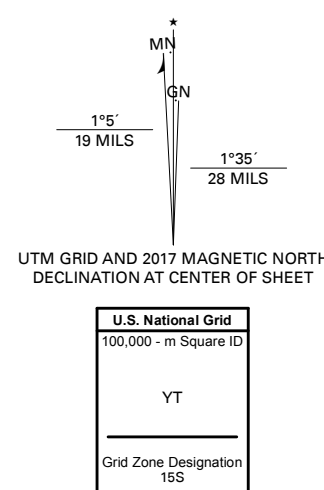 ★
MN
GN
1°5´
19 MILS
1°35´
28 MILS
UTM GRID AND 2017 MAGNETIC NORTH
DECLINATION AT CENTER OF SHEET
U.S. National Grid
100,000 - m Square ID
YT
Grid Zone Designation
15S